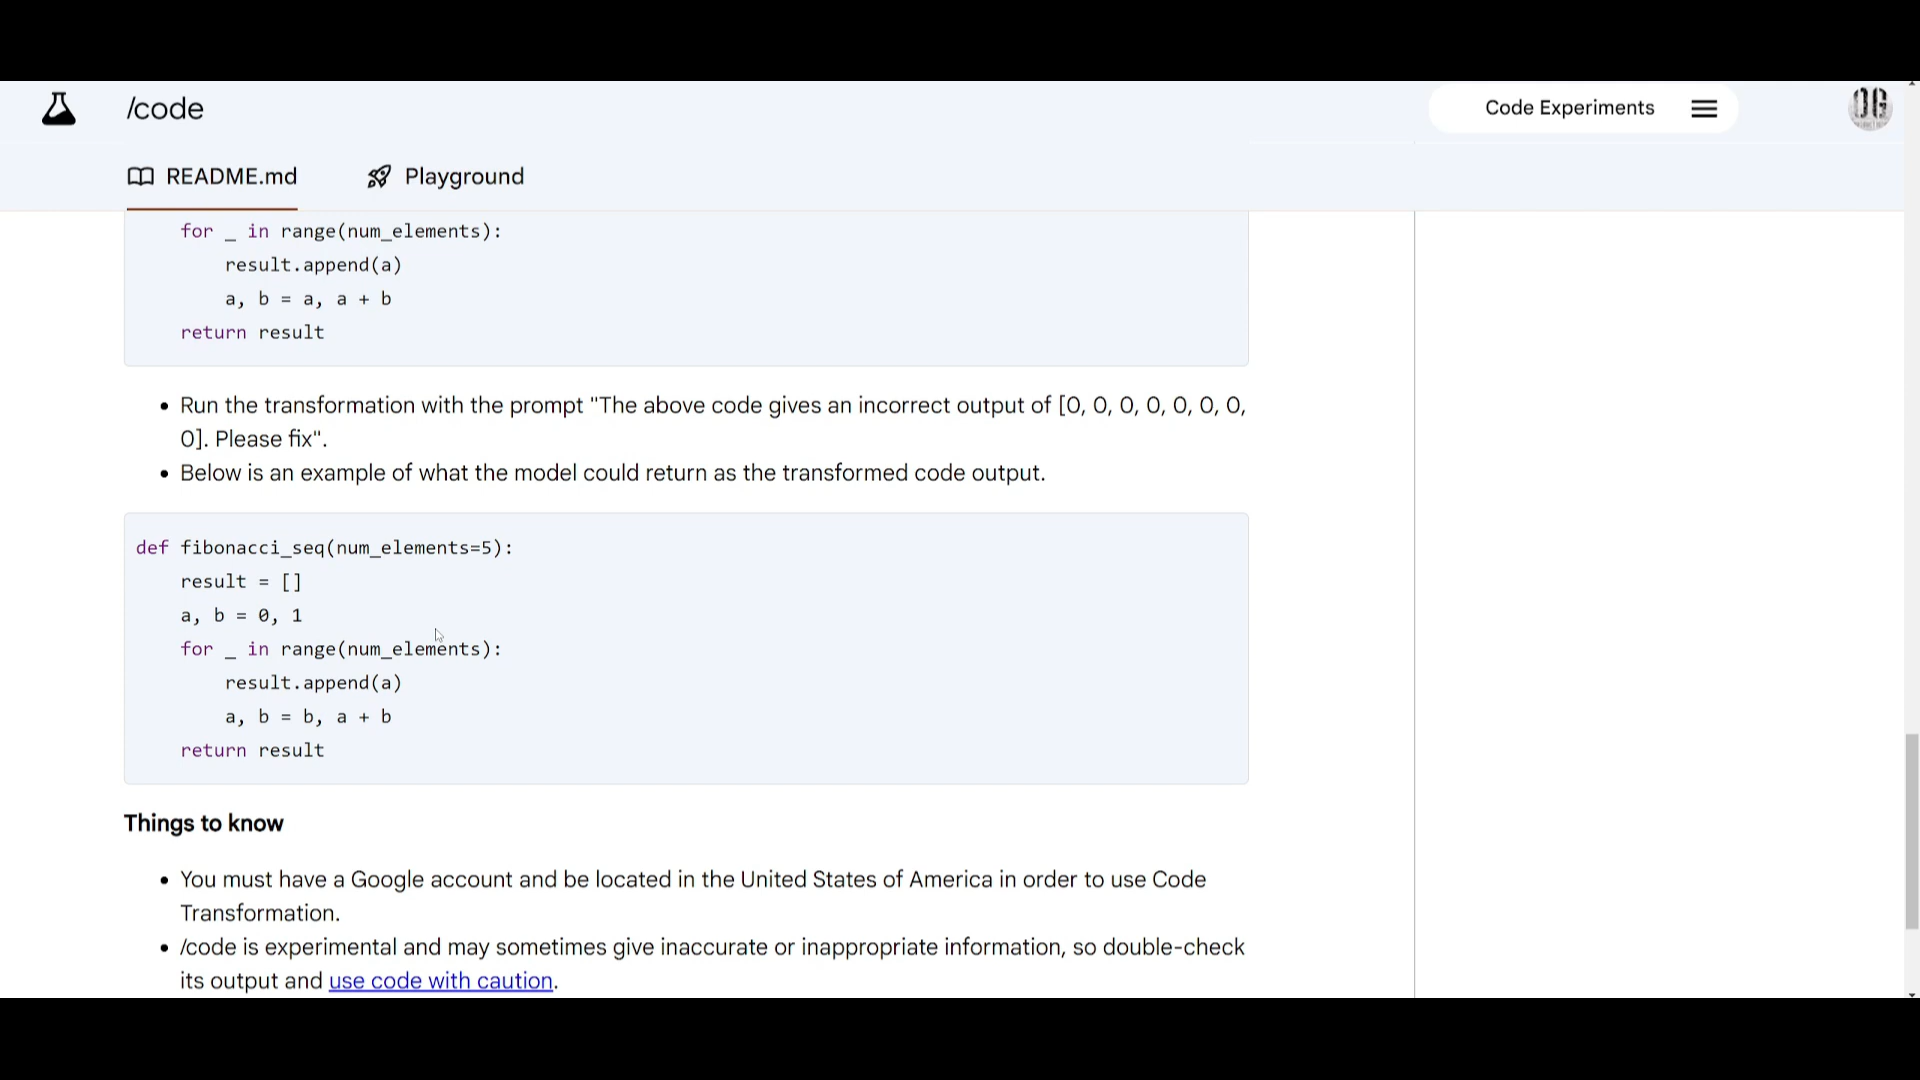 /code
Code Experiments
README.md
Playground
for _ in range(num_elements):
result.append(a)
a, b = a, a + b
return result
• Run the transformation with the prompt "The above code gives an incorrect output of [0, 0, 0, 0, 0, 0, 0,
0]. Please fix".
• Below is an example of what the model could return as the transformed code output.
def fibonacci_seq(num_elements=5):
result = []
a, b = 0, 1
for _ in range(num_elements):
result.append(a)
a, b = b, a + b
return result
Things to know
• You must have a Google account and be located in the United States of America in order to use Code
Transformation.
• /code is experimental and may sometimes give inaccurate or inappropriate information, so double-check
its output and use code with caution.